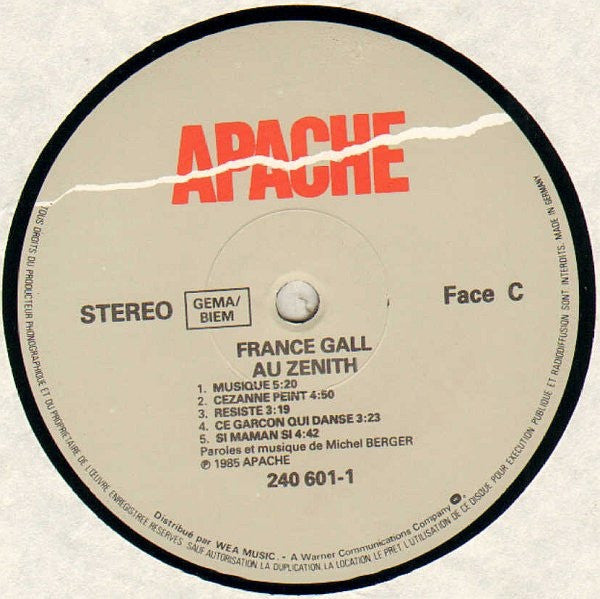 APACHE
STEREO
GEMA/
BIEM
Face C
FRANCE GALL
AU ZENITH
1. MUSIQUE 5:20
2. CEZANNE PEINT 4:50
3. RESISTE 3:19
4. CE GARCON QUI DANSE 3:23
5. SI MAMAN SI 4:42
Paroles et musique de Michel BERGER
℗ 1985 APACHE
240 601-1
Distribué par WEA MUSIC. - A Warner Communications Company
TOUS DROITS DU PRODUCTEUR PHONOGRAPHIQUE ET DU PROPRIETAIRE DE L'ŒUVRE ENREGISTREE RESERVES. SAUF AUTORISATION, LA DUPLICATION, LA LOCATION, LE PRET, L'UTILISATION DE CE DISQUE POUR EXECUTION PUBLIQUE ET RADIODIFFUSION SONT INTERDITS. MADE IN GERMANY